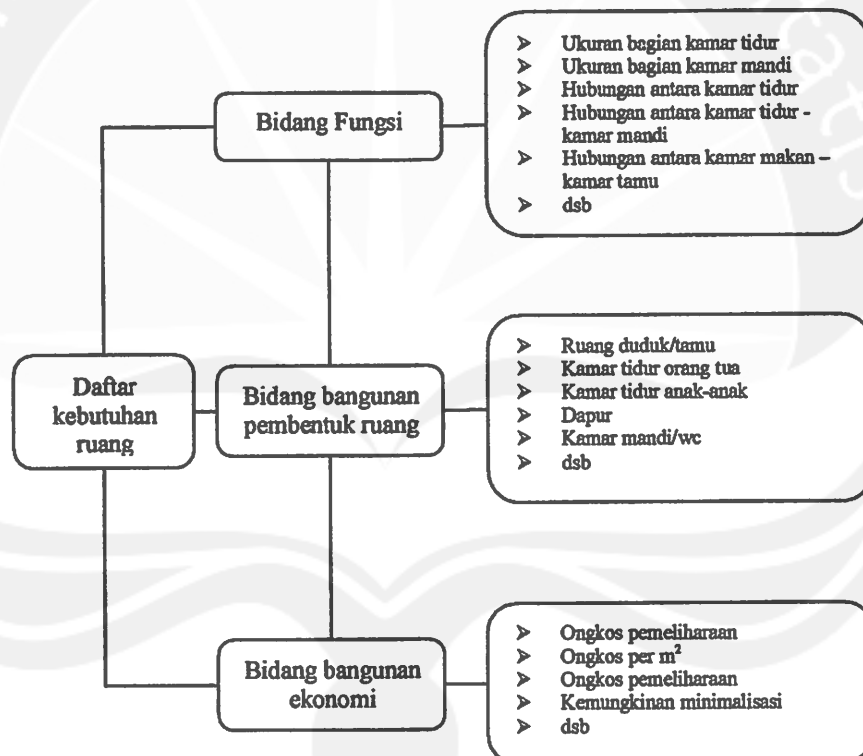 Ukuran bagian kamar tidur
Ukuran bagian kamar mandi
Hubungan antara kamar tidur
Hubungan antara kamar tidur -
kamar mandi
Hubungan antara kamar makan –
kamar tamu
dsb
Bidang Fungsi
Daftar
kebutuhan
ruang
Bidang bangunan
pembentuk ruang
Ruang duduk/tamu
Kamar tidur orang tua
Kamar tidur anak-anak
Dapur
Kamar mandi/wc
dsb
Bidang bangunan
ekonomi
Ongkos pemeliharaan
Ongkos per m²
Ongkos pemeliharaan
Kemungkinan minimalisasi
dsb